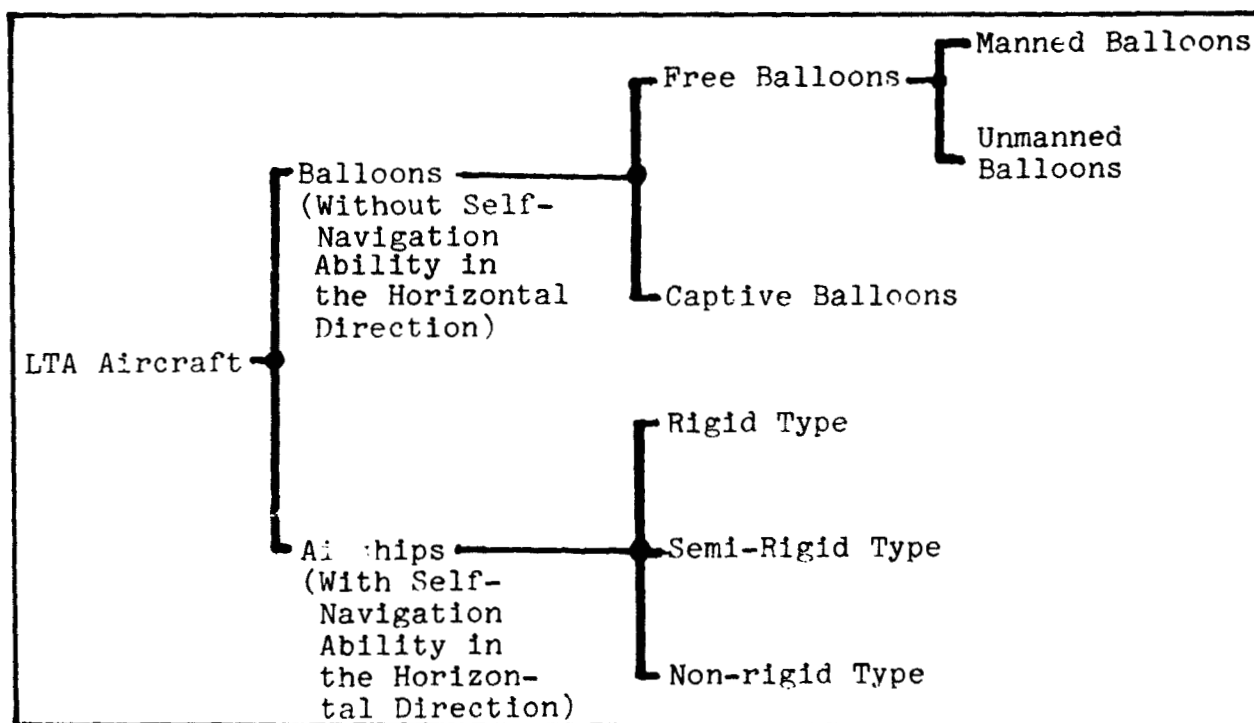 Manned Balloons
Free Balloons
Unmanned
Balloons
Balloons
(Without Self-
Navigation
Ability in
the Horizontal
Direction)
Captive Balloons
LTA Aircraft
Rigid Type
Semi-Rigid Type
(With Self-
Navigation
Ability in
the Horizon-
tal Direction)
Non-rigid Type